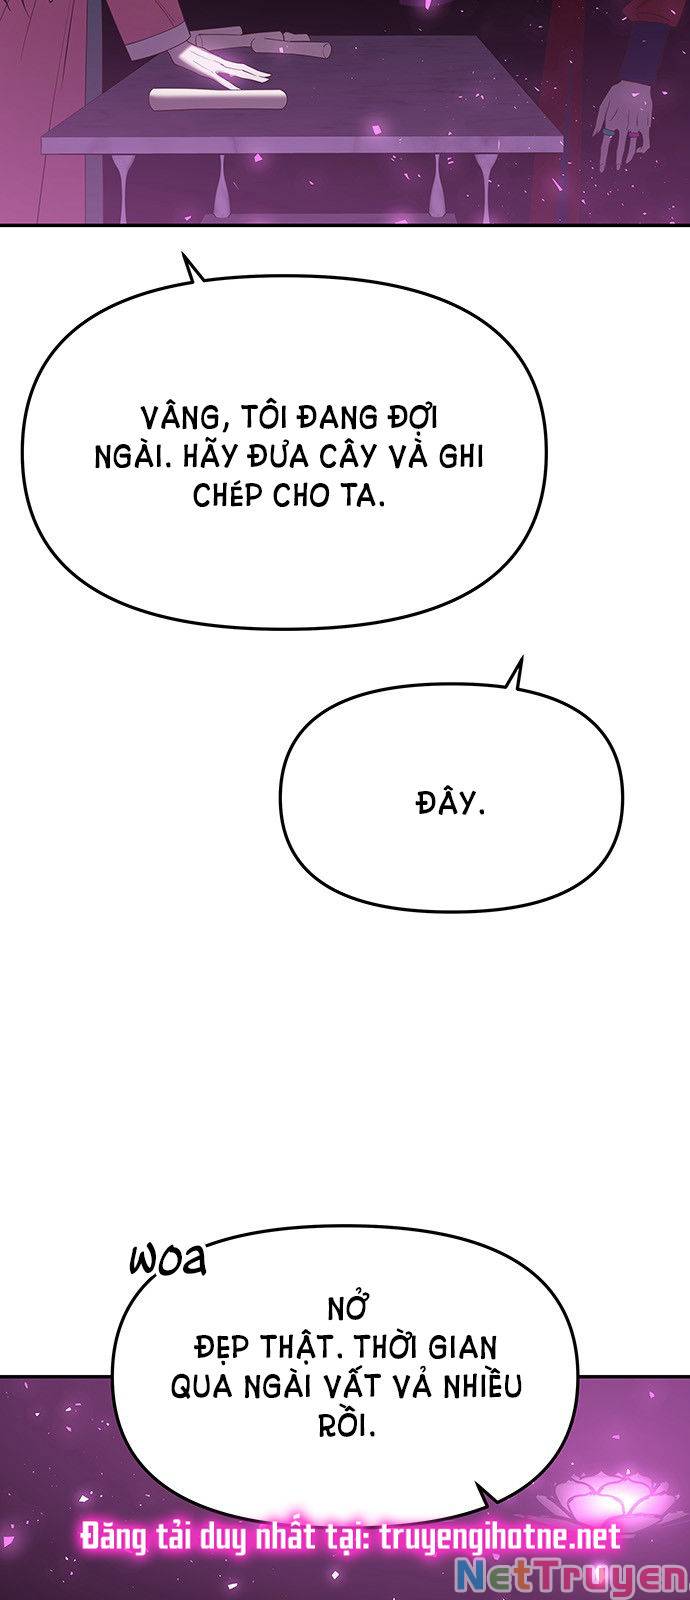 VÂNG, TÔI ĐANG ĐỢI
NGÀI. HÃY ĐƯA CÂY VÀ GHI
CHÉP CHO TA.
ĐÂY.
WOA
NỞ
ĐẸP THẬT. THỜI GIAN
QUA NGÀI VẤT VẢ NHIỀU
RỒI.
Đăng tải duy nhất tại: truyengihotne.net
NetTruyen